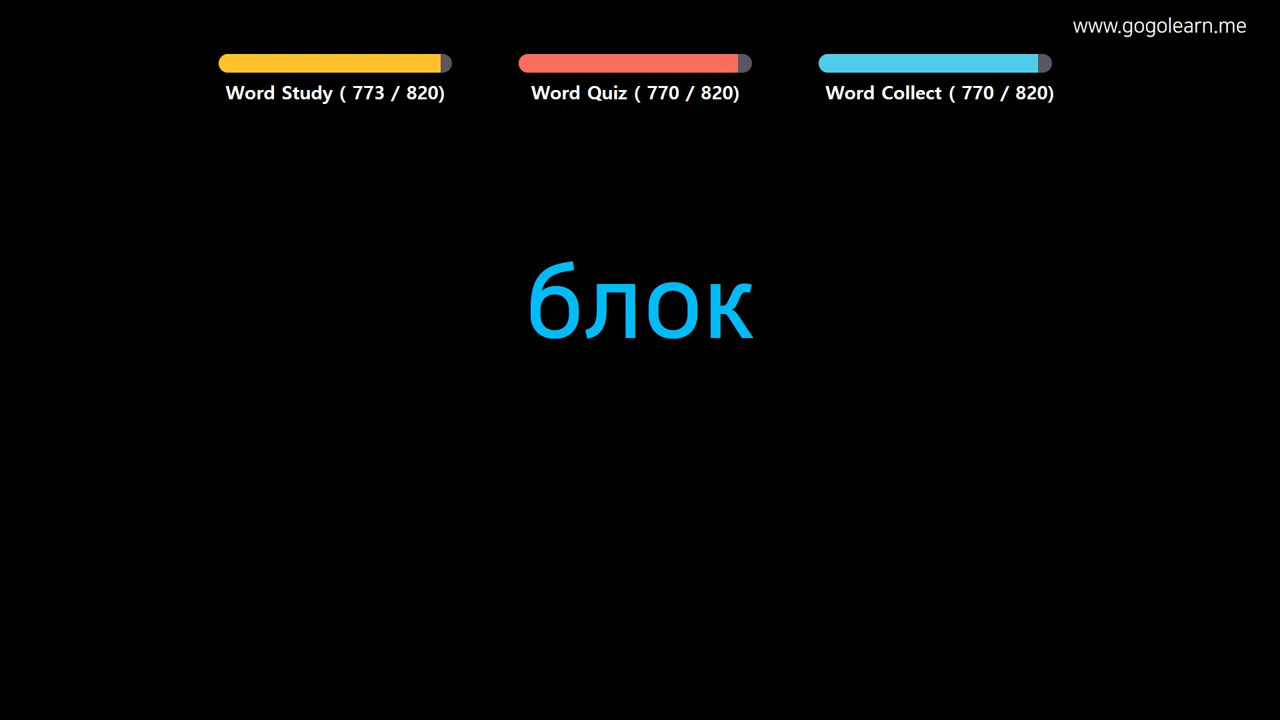 www.gogolearn.me
Word Study ( 773 / 820)
Word Quiz ( 770 / 820)
Word Collect ( 770 / 820)
блок